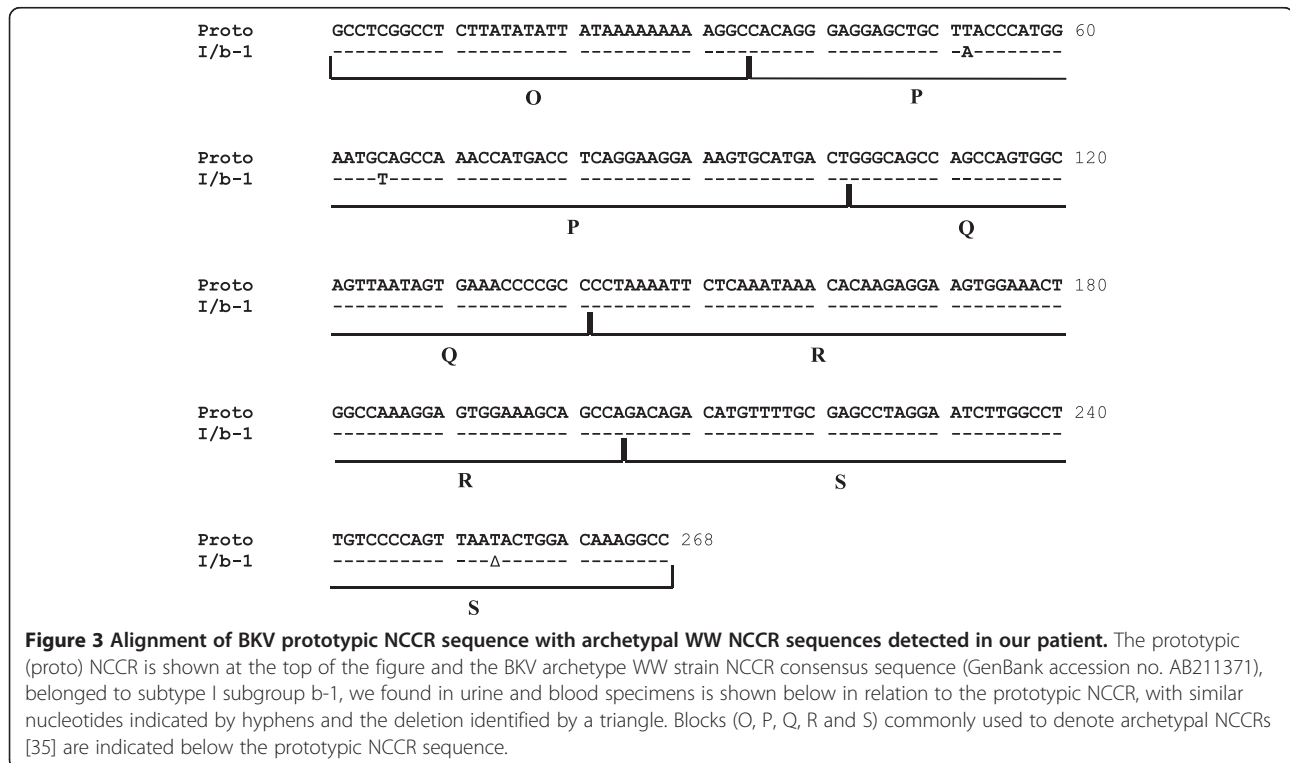 Proto GCCTCGGCCT CTTATATATT ATAAAAAAAA AGGCCACAGG GAGGAGCTGC TTACCCATGG 60
I/b-1 ---------- ---------- ---------- ---------- ---------- -A--------
O P
Proto AATGCAGCCA AACCATGACC TCAGGAAGGA AAGTGCATGA CTGGGCAGCC AGCCAGTGGC 120
I/b-1 ----T----- ---------- ---------- ---------- ---------- ----------
P Q
Proto AGTTAATAGT GAAACCCCGC CCCTAAAATT CTCAAATAAA CACAAGAGGA AGTGGAAACT 180
I/b-1 ---------- ---------- ---------- ---------- ---------- ----------
Q R
Proto GGCCAAAGGA GTGGAAAGCA GCCAGACAGA CATGTTTTGC GAGCCTAGGA ATCTTGGCCT 240
I/b-1 ---------- ---------- ---------- ---------- ---------- ----------
R S
Proto TGTCCCCAGT TAATACTGGA CAAAGGCC 268
I/b-1 ---------- ---Δ------ --------
S
Figure 3 Alignment of BKV prototypic NCCR sequence with archetypal WW NCCR sequences detected in our patient. The prototypic
(proto) NCCR is shown at the top of the figure and the BKV archetype WW strain NCCR consensus sequence (GenBank accession no. AB211371),
belonged to subtype I subgroup b-1, we found in urine and blood specimens is shown below in relation to the prototypic NCCR, with similar
nucleotides indicated by hyphens and the deletion identified by a triangle. Blocks (O, P, Q, R and S) commonly used to denote archetypal NCCRs
[35] are indicated below the prototypic NCCR sequence.